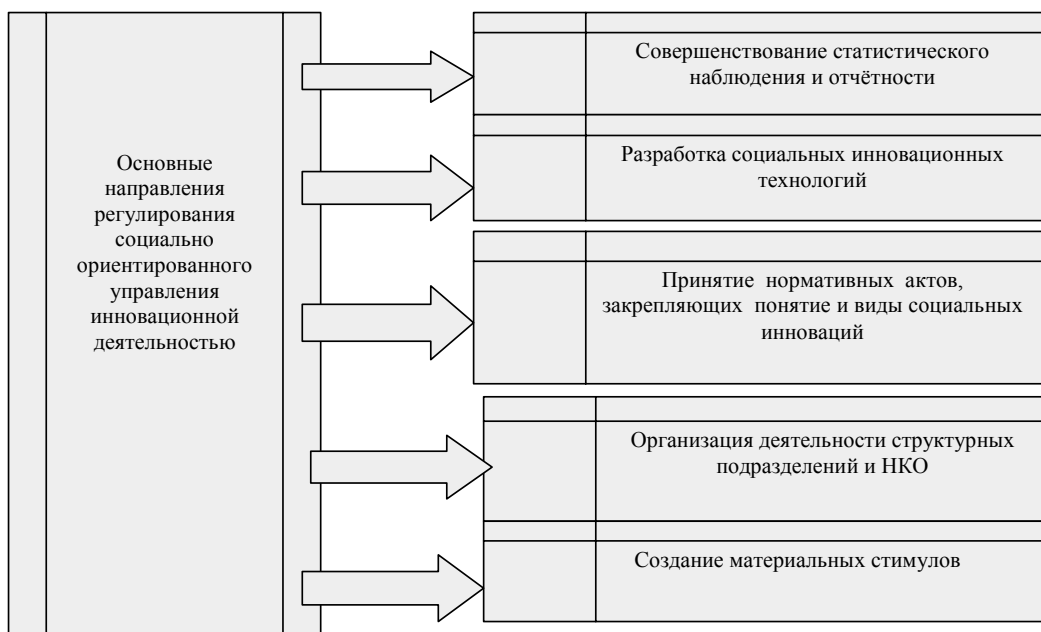 Основные
направления
регулирования
социально
ориентированного
управления
инновационной
деятельностью
Совершенствование статистического
наблюдения и отчётности
Разработка социальных инновационных
технологий
Принятие нормативных актов,
закрепляющих понятие и виды социальных
инноваций
Организация деятельности структурных
подразделений и НКО
Создание материальных стимулов